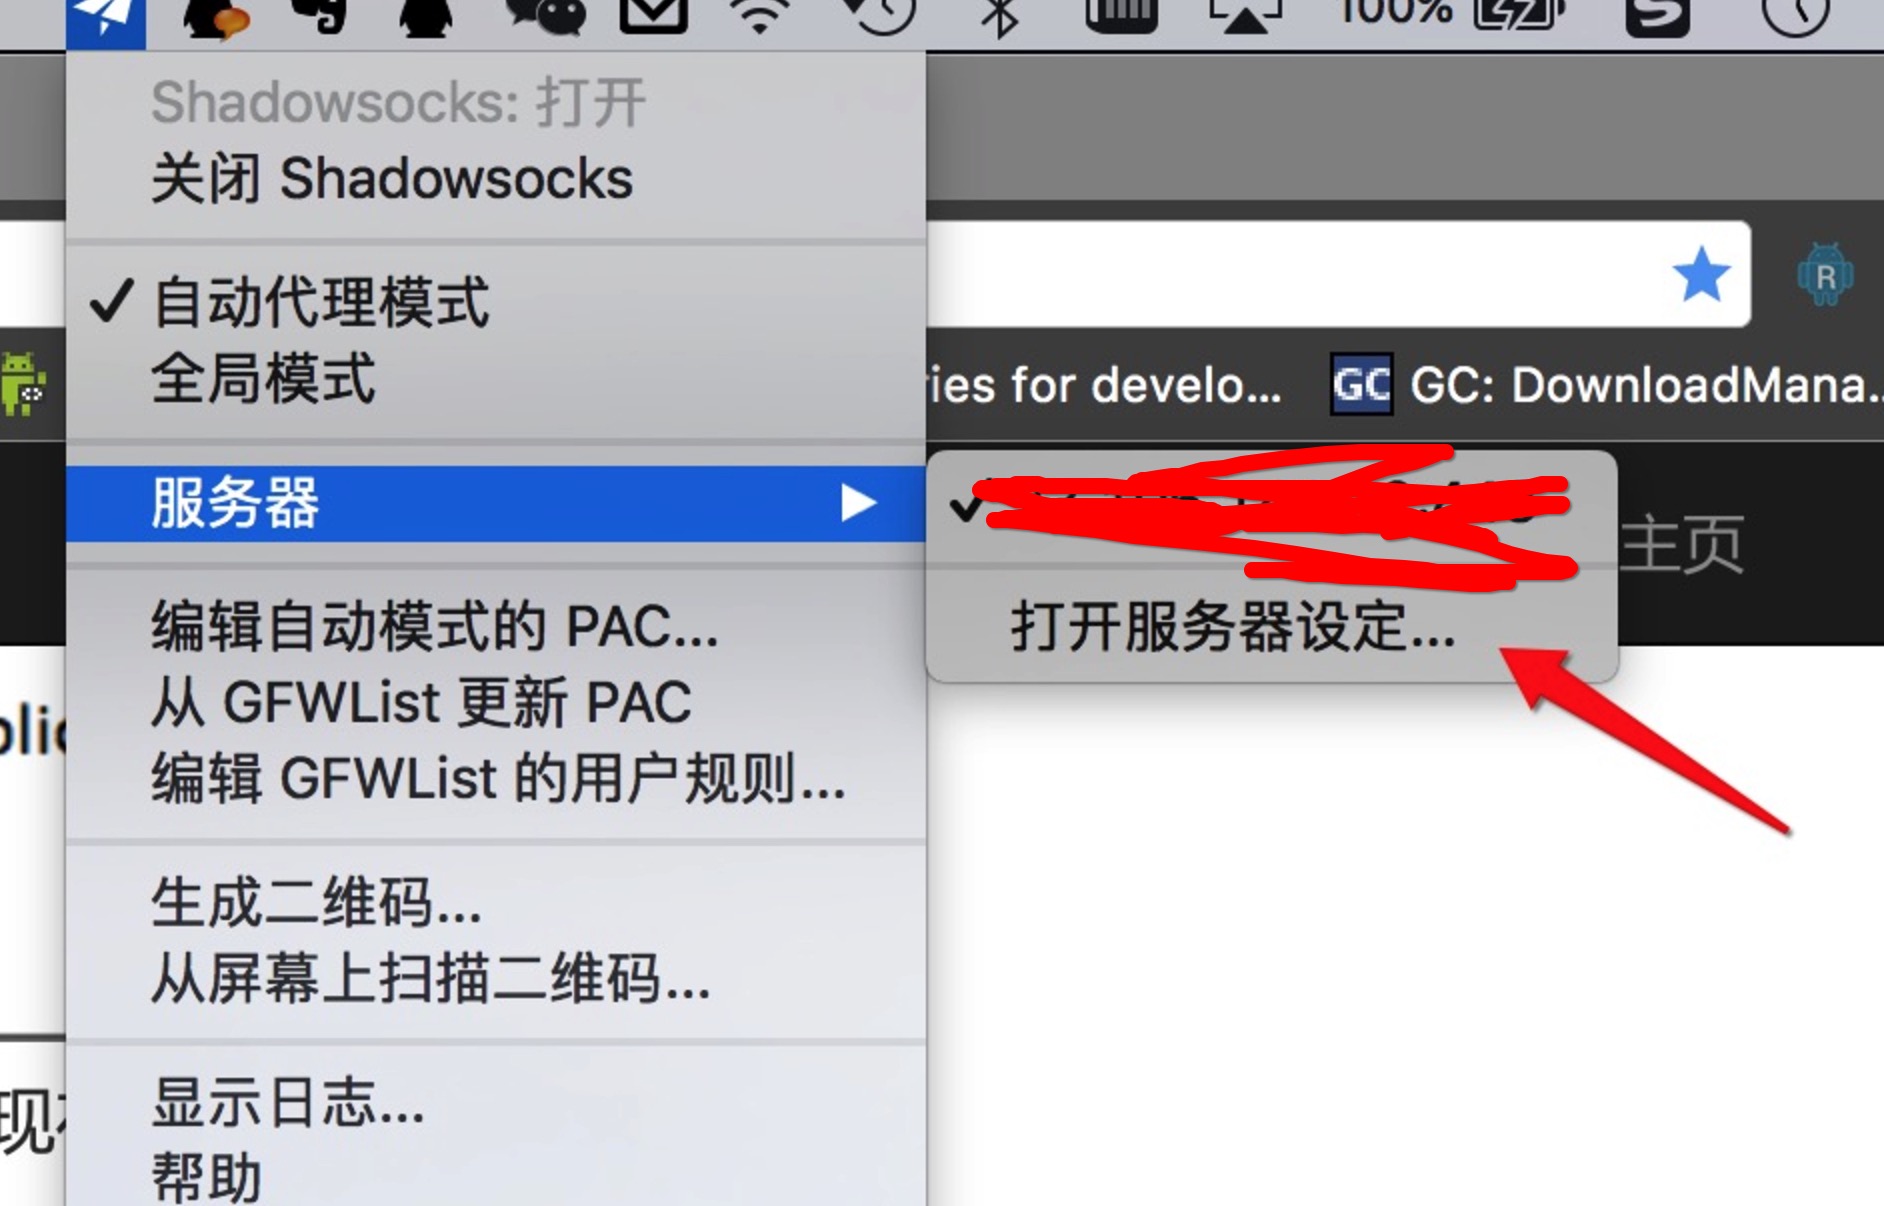 100%
Shadowsocks: 打开
关闭 Shadowsocks
自动代理模式
全局模式
for develo...
GC GC: DownloadMana...
服务器
主页
打开服务器设定...
编辑自动模式的 PAC...
从 GFWList 更新 PAC
编辑 GFWList 的用户规则...
生成二维码...
从屏幕上扫描二维码...
显示日志...
现
帮助